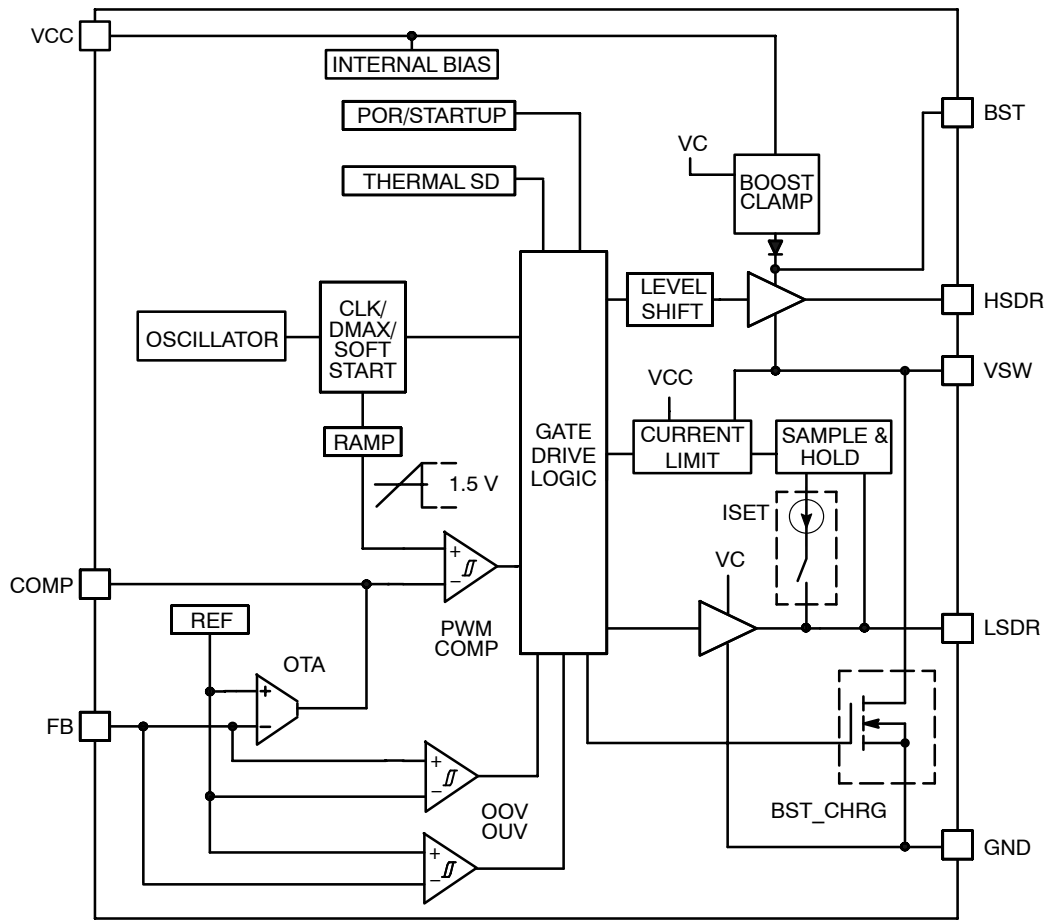 VCC
INTERNAL BIAS
POR/STARTUP
BST
VC
THERMAL SD
BOOST
CLAMP
LEVEL
SHIFT
HSDR
CLK/
DMAX/
SOFT
START
OSCILLATOR
VSW
VCC
RAMP
GATE
DRIVE
LOGIC
CURRENT
LIMIT
SAMPLE &
HOLD
1.5 V
ISET
+
−
VC
COMP
REF
PWM
COMP
LSDR
OTA
+
−
FB
+
−
OOV
OUV
BST_CHRG
+
−
GND